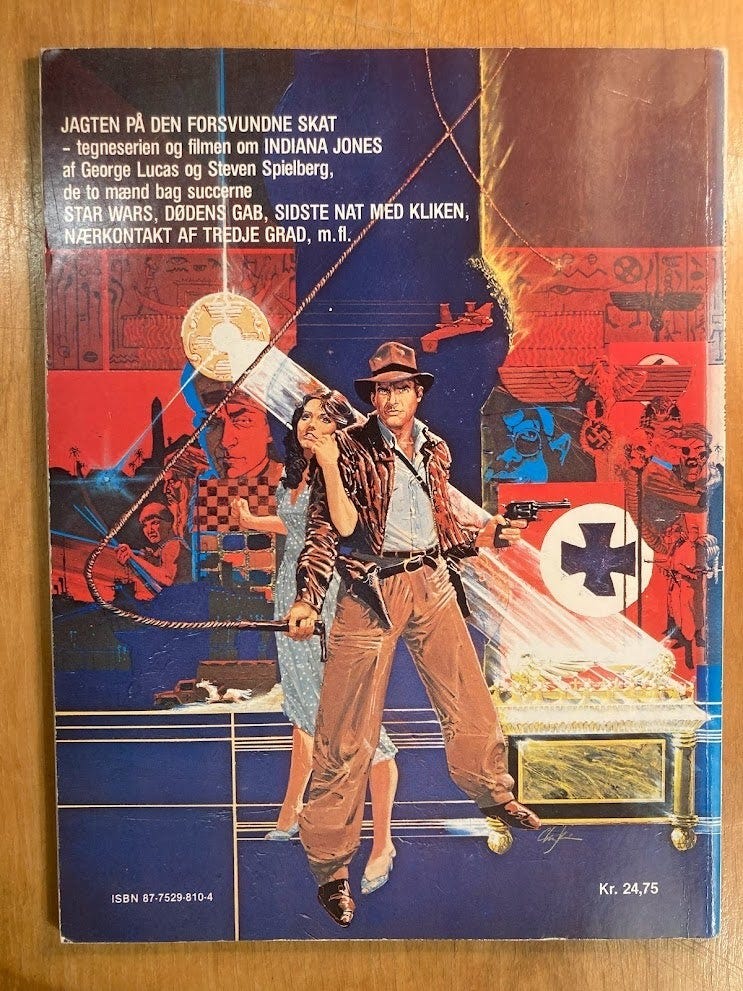 JAGTEN PÅ DEN FORSVUNDNE SKAT
– tegneserien og filmen om INDIANA JONES
af George Lucas og Steven Spielberg,
de to mænd bag succerne
STAR WARS, DØDENS GAB, SIDSTE NAT MED KLIKEN,
NÆRKONTAKT AF TREDJE GRAD, m.fl.
ISBN 87-7529-810-4
Kr. 24,75